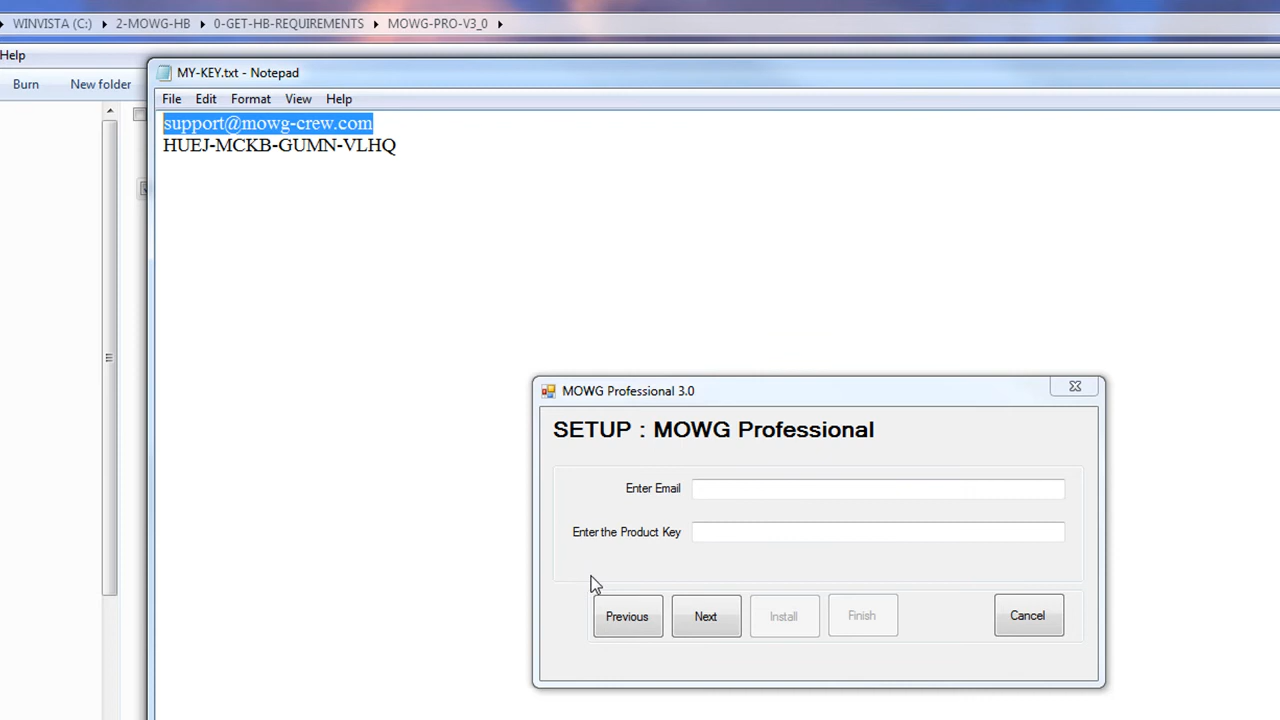 WINVISTA (C:) 2-MOWG-HB 0-GET-HB-REQUIREMENTS MOWG-PRO-V3_0
Help
Burn New folder
MY-KEY.txt - Notepad
File Edit Format View Help
support@mowg-crew.com
HUEJ-MCKB-GUMN-VLHQ
MOWG Professional 3.0
SETUP : MOWG Professional
Enter Email
Enter the Product Key
Previous Next Install Finish Cancel